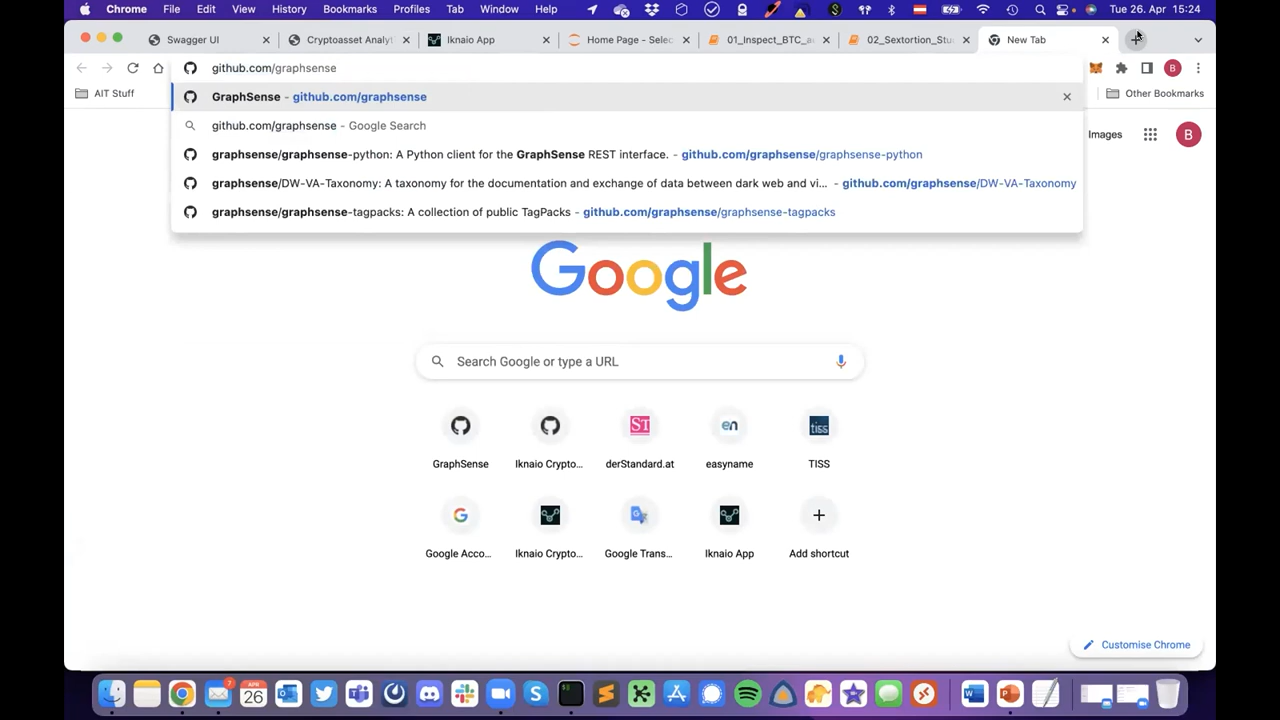 Chrome File Edit View History Bookmarks Profiles Tab Window Help Tue 26. Apr 15:24
Swagger UI
Cryptoasset Analyt
Iknaio App
Home Page - Selec
01_Inspect_BTC_a
02_Sextortion_Stu
New Tab
github.com/graphsense
AIT Stuff
Other Bookmarks
GraphSense - github.com/graphsense
github.com/graphsense - Google Search
graphsense/graphsense-python: A Python client for the GraphSense REST interface. - github.com/graphsense/graphsense-python
graphsense/DW-VA-Taxonomy: A taxonomy for the documentation and exchange of data between dark web and vi... - github.com/graphsense/DW-VA-Taxonomy
graphsense/graphsense-tagpacks: A collection of public TagPacks - github.com/graphsense/graphsense-tagpacks
Images
B
B
Google
Search Google or type a URL
GraphSense
Iknaio Crypto...
ST
derStandard.at
en
easyname
tiss
TISS
Google Acco...
Iknaio Crypto...
Google Trans...
Iknaio App
Add shortcut
Customise Chrome
7
APR
26